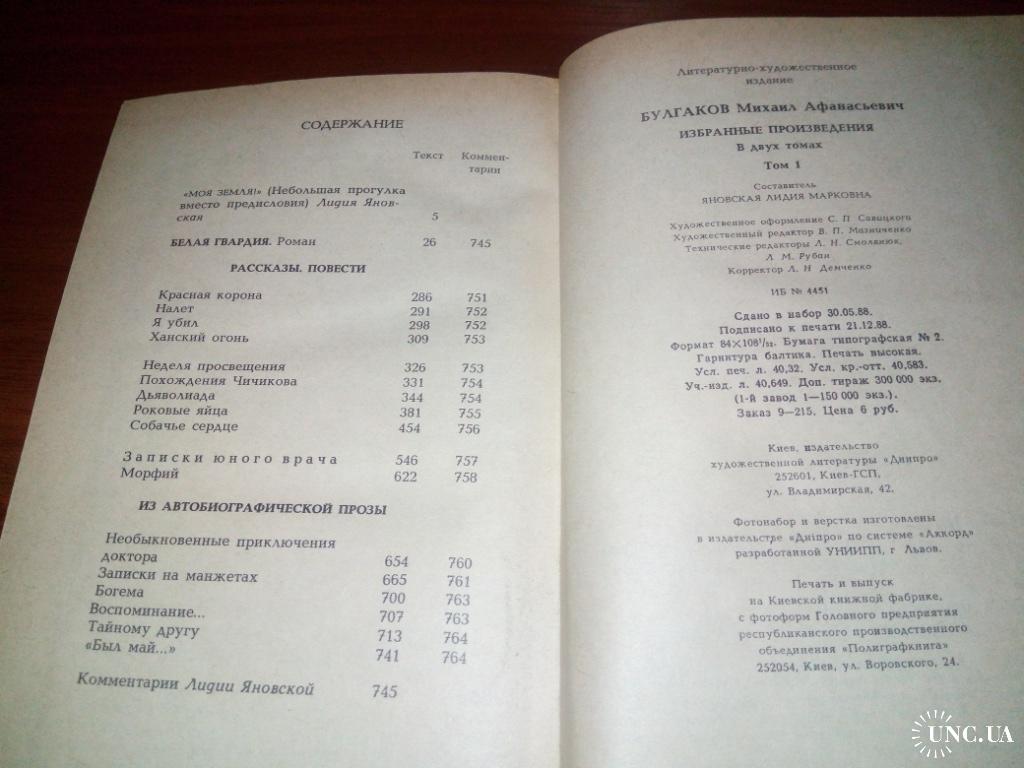 СОДЕРЖАНИЕ
Текст Коммен-
тарии
«МОЯ ЗЕМЛЯ!» (Небольшая прогулка
вместо предисловия) Лидия Янов-
ская 5
БЕЛАЯ ГВАРДИЯ. Роман 26 745
РАССКАЗЫ. ПОВЕСТИ
Красная корона 286 751
Налет 291 752
Я убил 298 752
Ханский огонь 309 753
Неделя просвещения 326 753
Похождения Чичикова 331 754
Дьяволиада 344 754
Роковые яйца 381 755
Собачье сердце 454 756
Записки юного врача 546 757
Морфий 622 758
ИЗ АВТОБИОГРАФИЧЕСКОЙ ПРОЗЫ
Необыкновенные приключения
доктора 654 760
Записки на манжетах 665 761
Богема 700 763
Воспоминание... 707 763
Тайному другу 713 764
«Был май...» 741 764
Комментарии Лидии Яновской 745
Литературно-художественное
издание
БУЛГАКОВ Михаил Афанасьевич
ИЗБРАННЫЕ ПРОИЗВЕДЕНИЯ
В двух томах
Том 1
Составитель
ЯНОВСКАЯ ЛИДИЯ МАРКОВНА
Художественное оформление С. П. Савицкого
Художественный редактор В. П. Мазниченко
Технические редакторы Л. Н. Смолянюк,
Л. М. Рубан
Корректор Л. Н Демченко
ИБ № 4451
Сдано в набор 30.05.88.
Подписано к печати 21.12.88.
Формат 84×108¹/₃₂. Бумага типографская № 2.
Гарнитура балтика. Печать высокая.
Усл. печ. л. 40,32. Усл. кр.-отт. 40,583.
Уч.-изд. л. 40,649. Доп. тираж 300 000 экз.
(1-й завод 1—150 000 экз.).
Заказ 9—215. Цена 6 руб.
Киев, издательство
художественной литературы «Дніпро»
252601, Киев-ГСП,
ул. Владимирская, 42.
Фотонабор и верстка изготовлены
в издательстве «Дніпро» по системе «Аккорд»
разработанной УНИИПП, г Львов.
Печать и выпуск
на Киевской книжной фабрике,
с фотоформ Головного предприятия
республиканского производственного
объединения «Полиграфкнига»
252054, Киев, ул. Воровского, 24.
UNC.UA